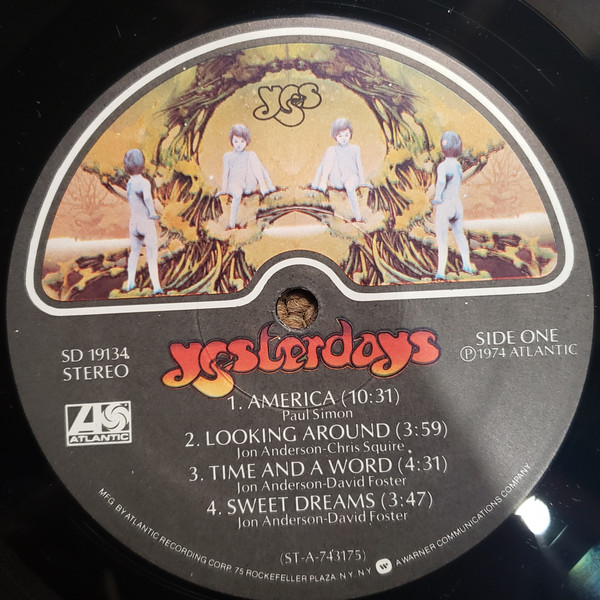 yes
SD 19134
STEREO
yesterdays
SIDE ONE
Ⓟ1974 ATLANTIC
1. AMERICA (10:31)
Paul Simon
2. LOOKING AROUND (3:59)
Jon Anderson-Chris Squire
3. TIME AND A WORD (4:31)
Jon Anderson-David Foster
4. SWEET DREAMS (3:47)
Jon Anderson-David Foster
ATLANTIC
(ST-A-743175)
MFG. BY ATLANTIC RECORDING CORP. 75 ROCKEFELLER PLAZA. N.Y. N.Y. A WARNER COMMUNICATIONS COMPANY